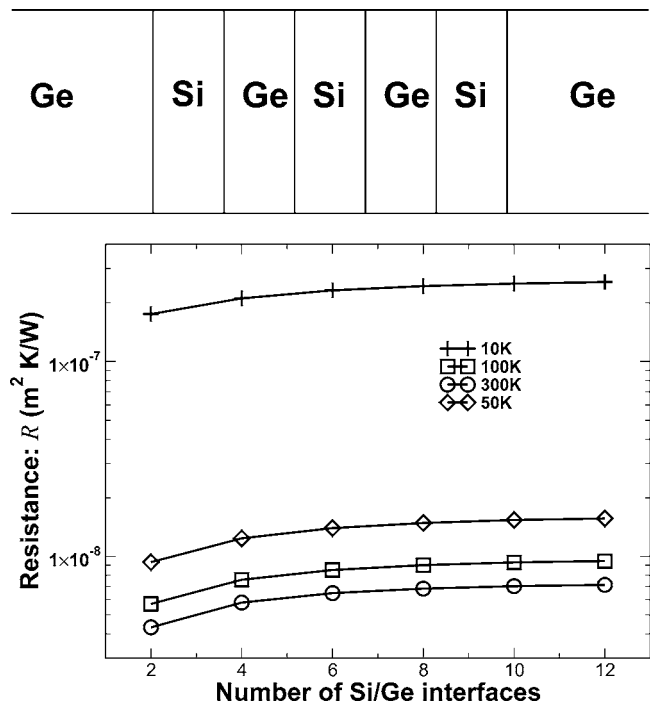 Ge Si Ge Si Ge Si Ge
1×10⁻⁷
1×10⁻⁸
Resistance: R (m² K/W)
10K
100K
300K
50K
2 4 6 8 10 12
Number of Si/Ge interfaces